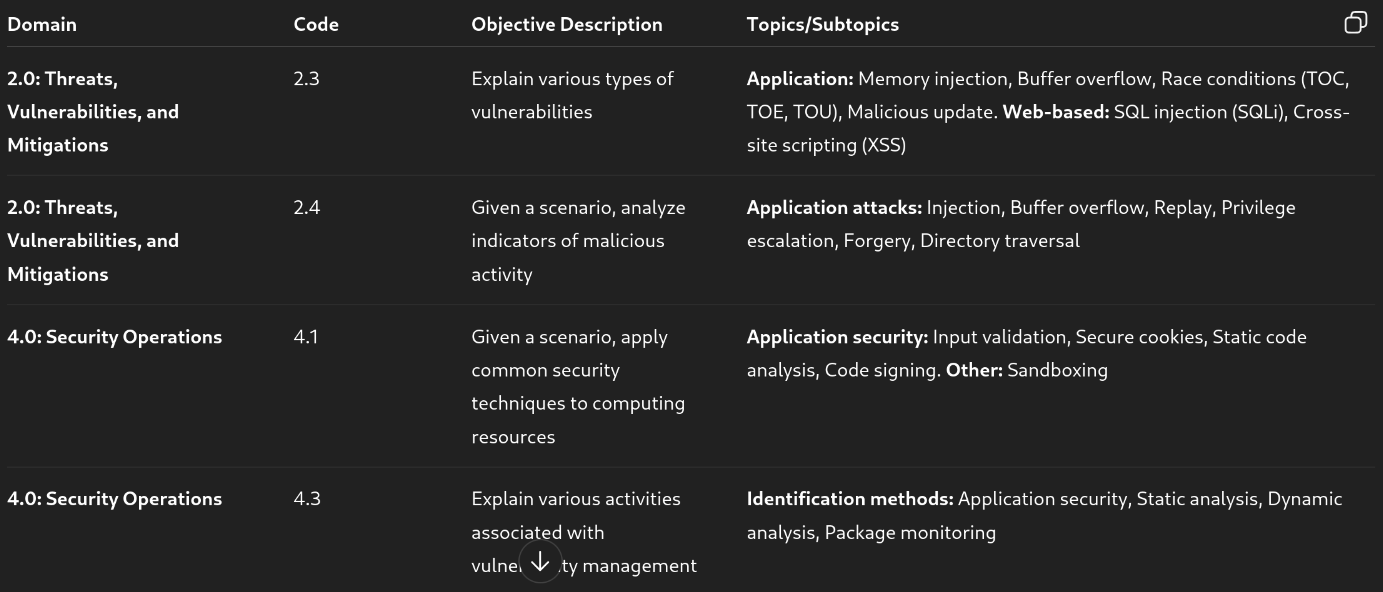 Domain Code Objective Description Topics/Subtopics
2.0: Threats, 2.3 Explain various types of Application: Memory injection, Buffer overflow, Race conditions (TOC,
Vulnerabilities, and vulnerabilities TOE, TOU), Malicious update. Web-based: SQL injection (SQLi), Cross-
Mitigations site scripting (XSS)
2.0: Threats, 2.4 Given a scenario, analyze Application attacks: Injection, Buffer overflow, Replay, Privilege
Vulnerabilities, and indicators of malicious escalation, Forgery, Directory traversal
Mitigations activity
4.0: Security Operations 4.1 Given a scenario, apply Application security: Input validation, Secure cookies, Static code
common security analysis, Code signing. Other: Sandboxing
techniques to computing
resources
4.0: Security Operations 4.3 Explain various activities Identification methods: Application security, Static analysis, Dynamic
associated with analysis, Package monitoring
management